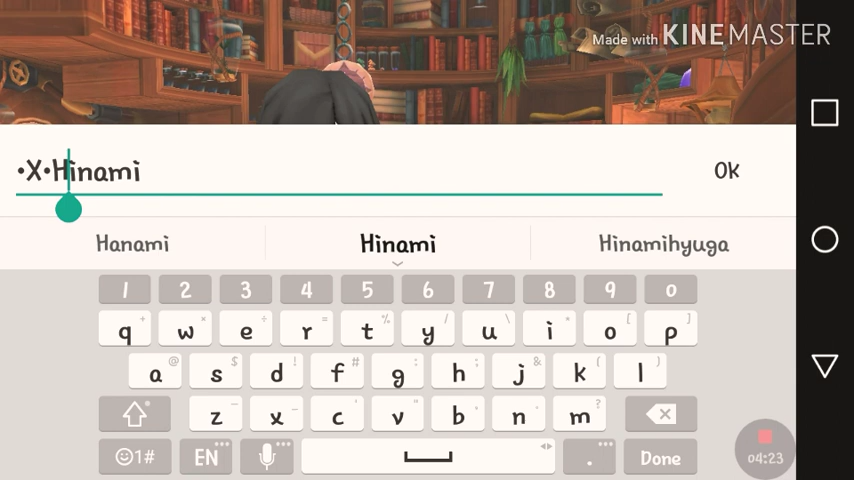 Made with KINEMASTER
•X•Hinami
Ok
Hanami Hinami Hinamihyuga
1 2 3 4 5 6 7 8 9 0
q w e r t y u i o p
a s d f g h j k l
z x c v b n m
1# EN . Done
04:23